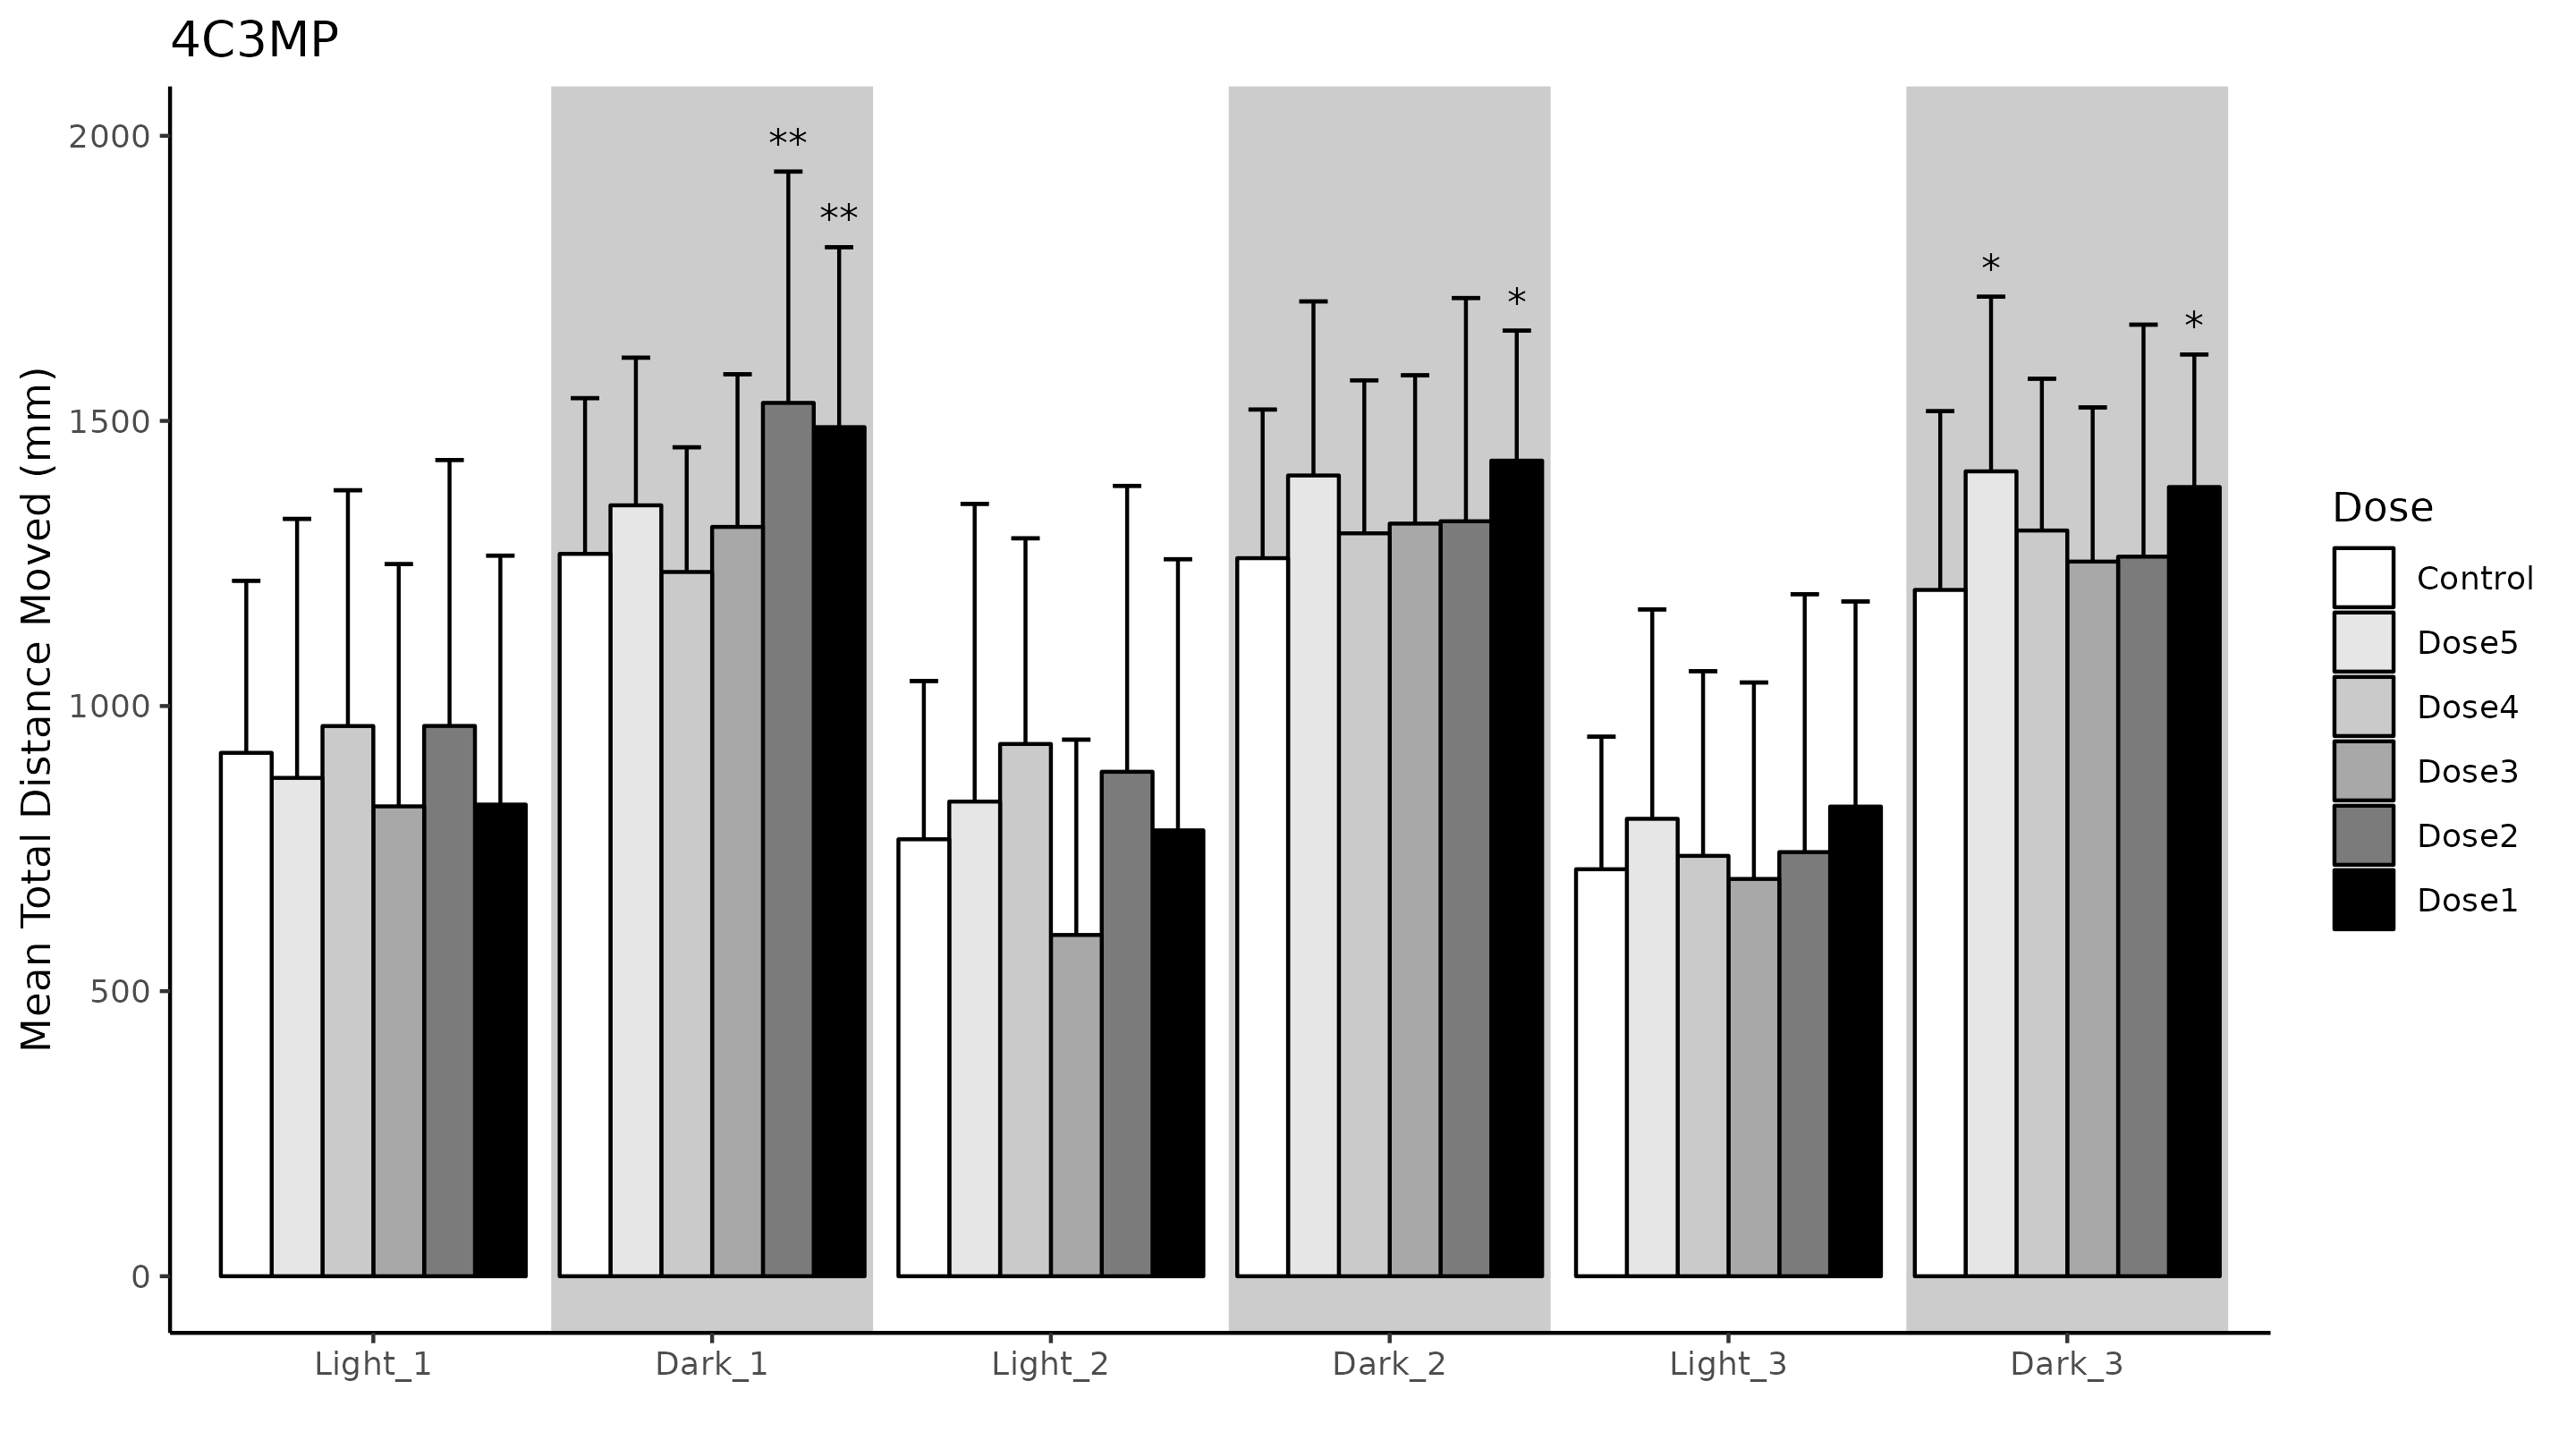 4C3MP
Mean Total Distance Moved (mm)
2000
1500
1000
500
0
**
**
*
*
*
Light_1
Dark_1
Light_2
Dark_2
Light_3
Dark_3
Dose
Control
Dose5
Dose4
Dose3
Dose2
Dose1